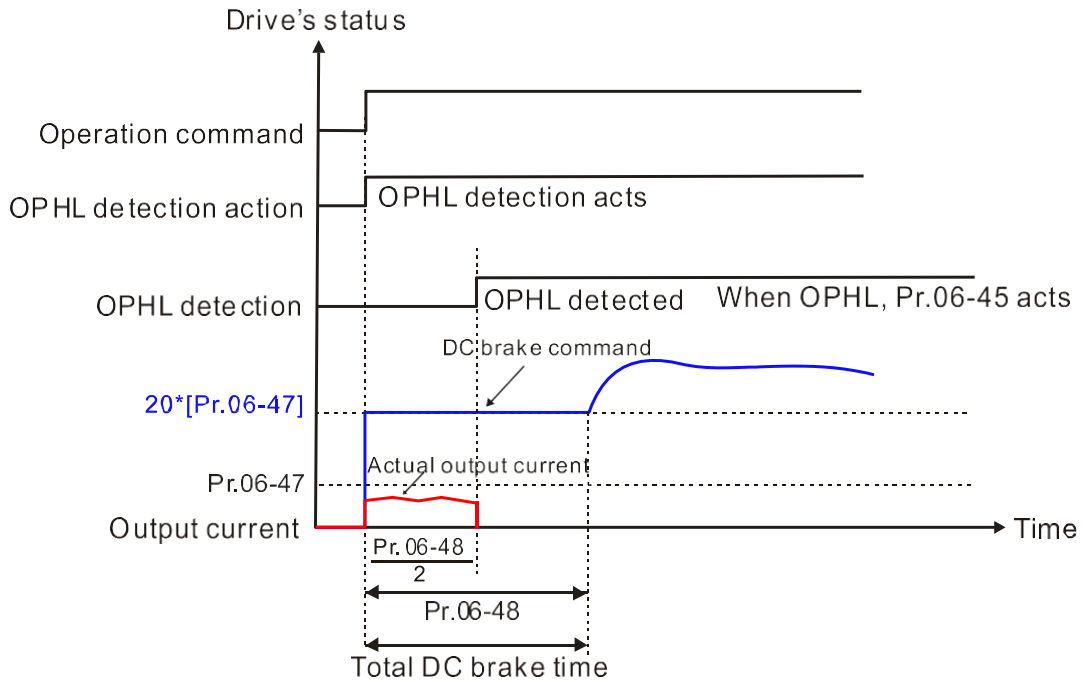 Drive's status
Operation command
OPHL detection action
OPHL detection acts
OPHL detection
OPHL detected
When OPHL, Pr.06-45 acts
DC brake command
20*[Pr.06-47]
Actual output current
Pr.06-47
Output current
Time
Pr.06-48
2
Pr.06-48
Total DC brake time